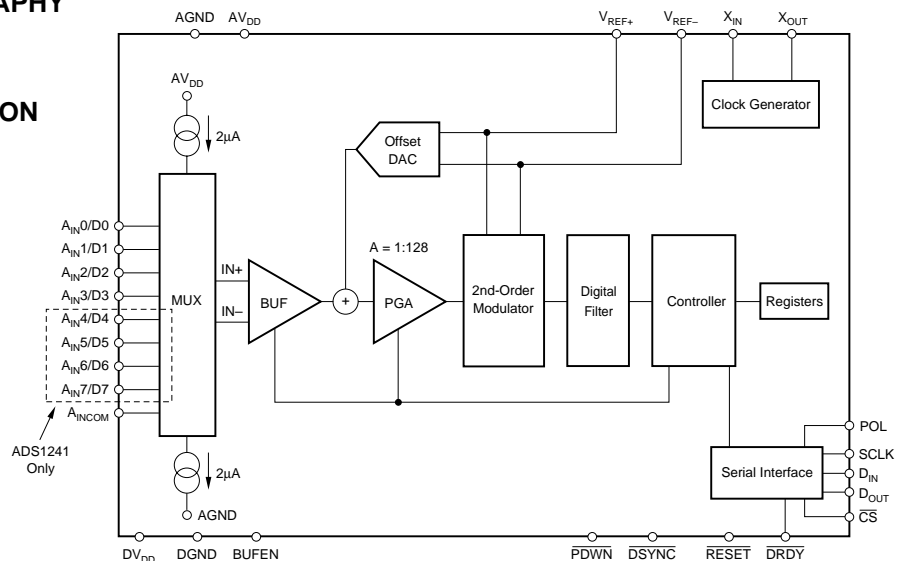 APHY
ON
AGND AVDD VREF+ VREF– XIN XOUT
AVDD
2µA
Offset
DAC
Clock Generator
AIN0/D0
AIN1/D1
AIN2/D2
AIN3/D3
AIN4/D4
AIN5/D5
AIN6/D6
AIN7/D7
AINCOM
ADS1241
Only
MUX
IN+
IN–
BUF
+
A = 1:128
PGA
2nd-Order
Modulator
Digital
Filter
Controller
Registers
2µA
AGND
Serial Interface
POL
SCLK
DIN
DOUT
CS
DVDD DGND BUFEN PDWN DSYNC RESET DRDY